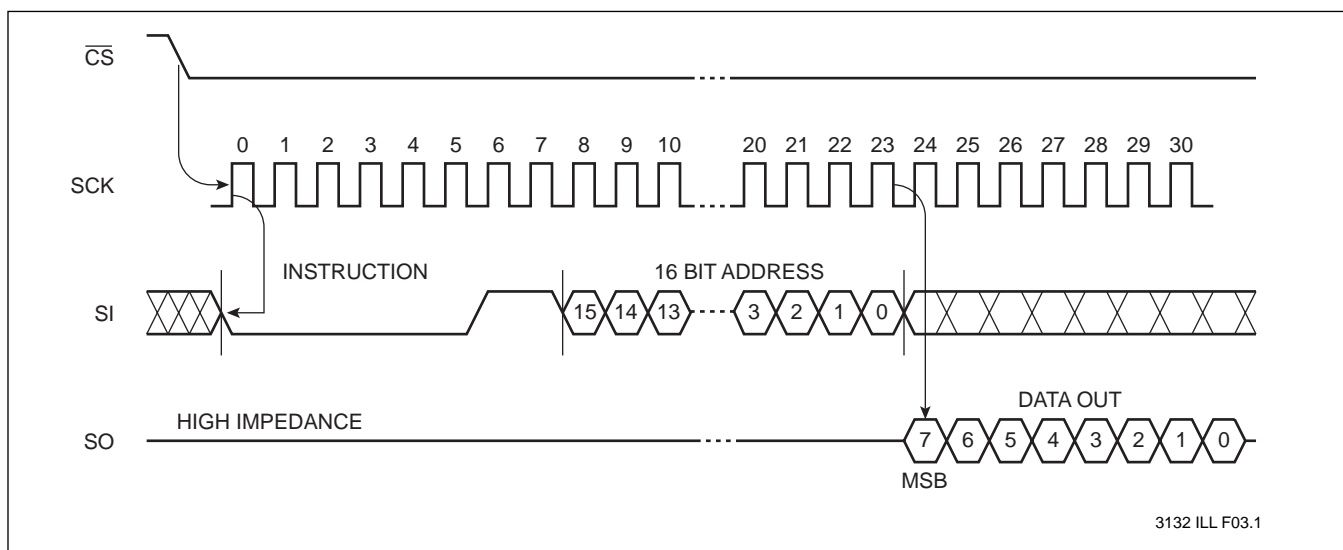 CS
0 1 2 3 4 5 6 7 8 9 10 20 21 22 23 24 25 26 27 28 29 30
SCK
INSTRUCTION 16 BIT ADDRESS
SI 15 14 13 3 2 1 0
HIGH IMPEDANCE DATA OUT
SO 7 6 5 4 3 2 1 0
MSB
3132 ILL F03.1